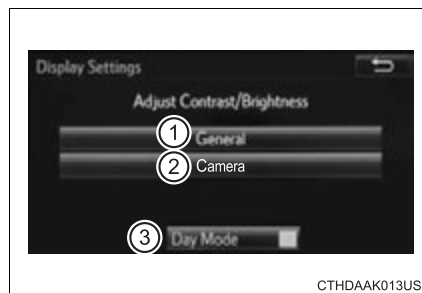 Display Settings
Adjust Contrast/Brightness
1 General
2 Camera
3 Day Mode
CTHDAAK013US